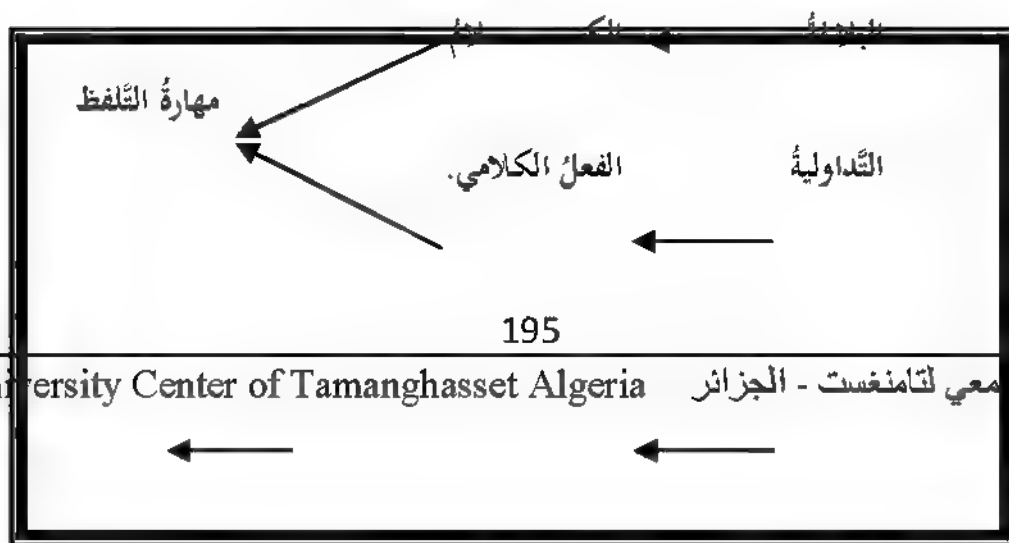 مهارةُ التَّلفظ
التَّداوليةُ الفعلُ الكلامي.
195
معي لتامنغست - الجزائر iversity Center of Tamanghasset Algeria